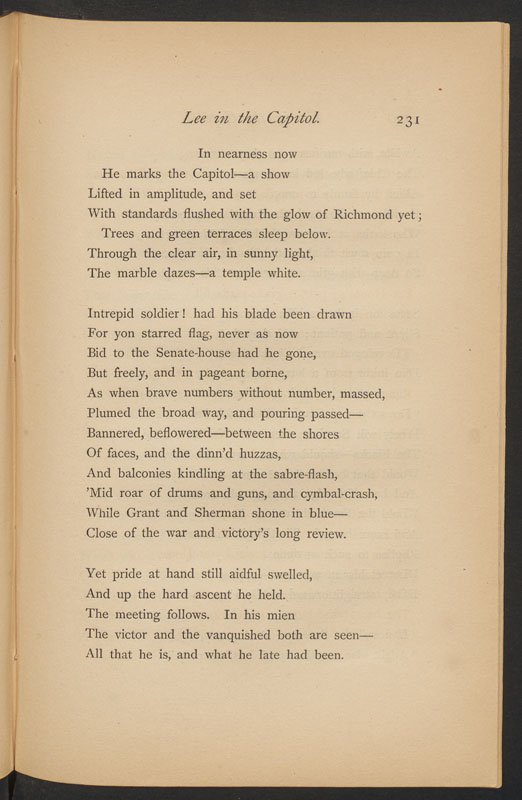 Lee in the Capitol. 231
In nearness now
He marks the Capitol—a show
Lifted in amplitude, and set
With standards flushed with the glow of Richmond yet;
Trees and green terraces sleep below.
Through the clear air, in sunny light,
The marble dazes—a temple white.
Intrepid soldier! had his blade been drawn
For yon starred flag, never as now
Bid to the Senate-house had he gone,
But freely, and in pageant borne,
As when brave numbers without number, massed,
Plumed the broad way, and pouring passed—
Bannered, beflowered—between the shores
Of faces, and the dinn'd huzzas,
And balconies kindling at the sabre-flash,
'Mid roar of drums and guns, and cymbal-crash,
While Grant and Sherman shone in blue—
Close of the war and victory's long review.
Yet pride at hand still aidful swelled,
And up the hard ascent he held.
The meeting follows. In his mien
The victor and the vanquished both are seen—
All that he is, and what he late had been.